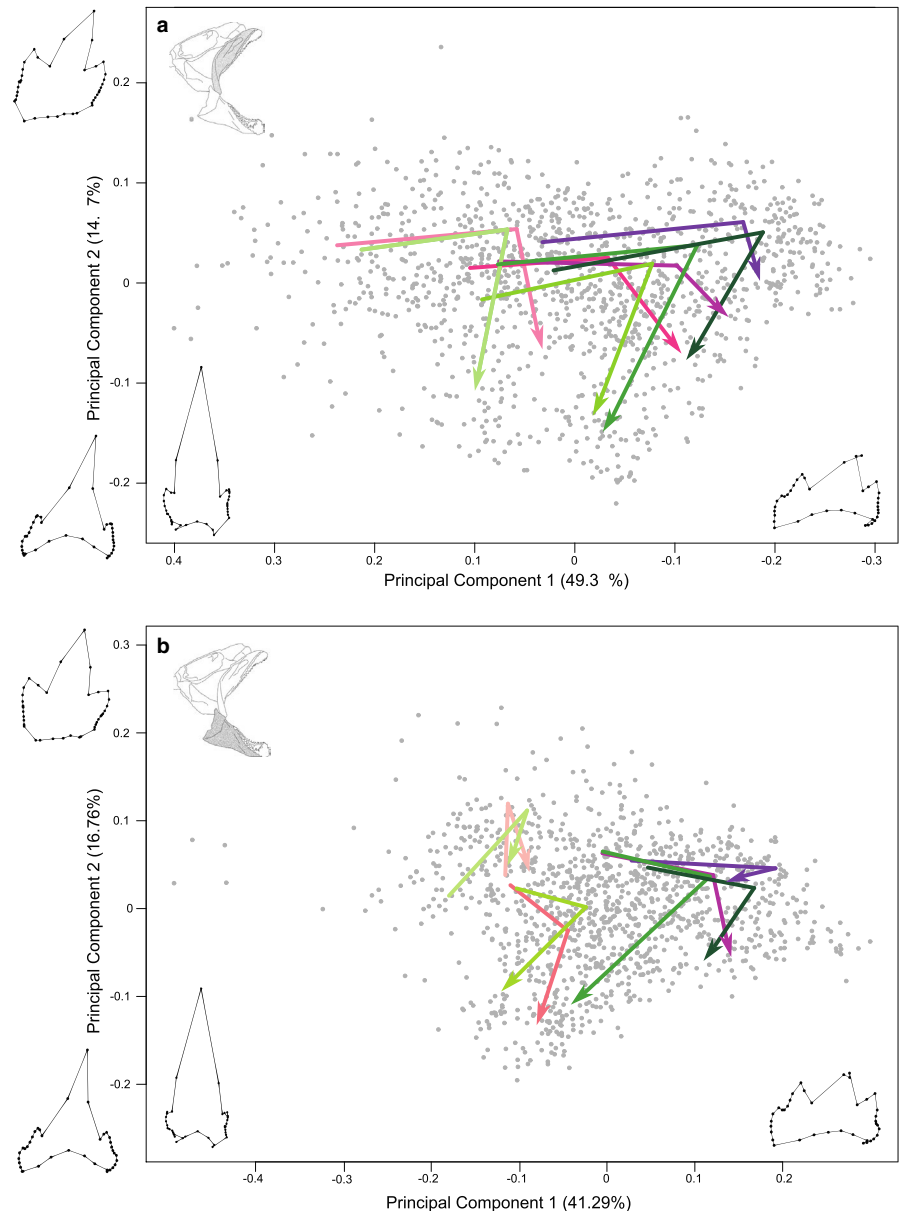 a
0.2
0.1
0
-0.1
-0.2
Principal Component 2 (14. 7%)
0.4 0.3 0.2 0.1 0 -0.1 -0.2 -0.3
Principal Component 1 (49.3 %)
b
0.3
0.2
0.1
0
-0.1
-0.2
Principal Component 2 (16.76%)
-0.4 -0.3 -0.2 -0.1 0 0.1 0.2
Principal Component 1 (41.29%)